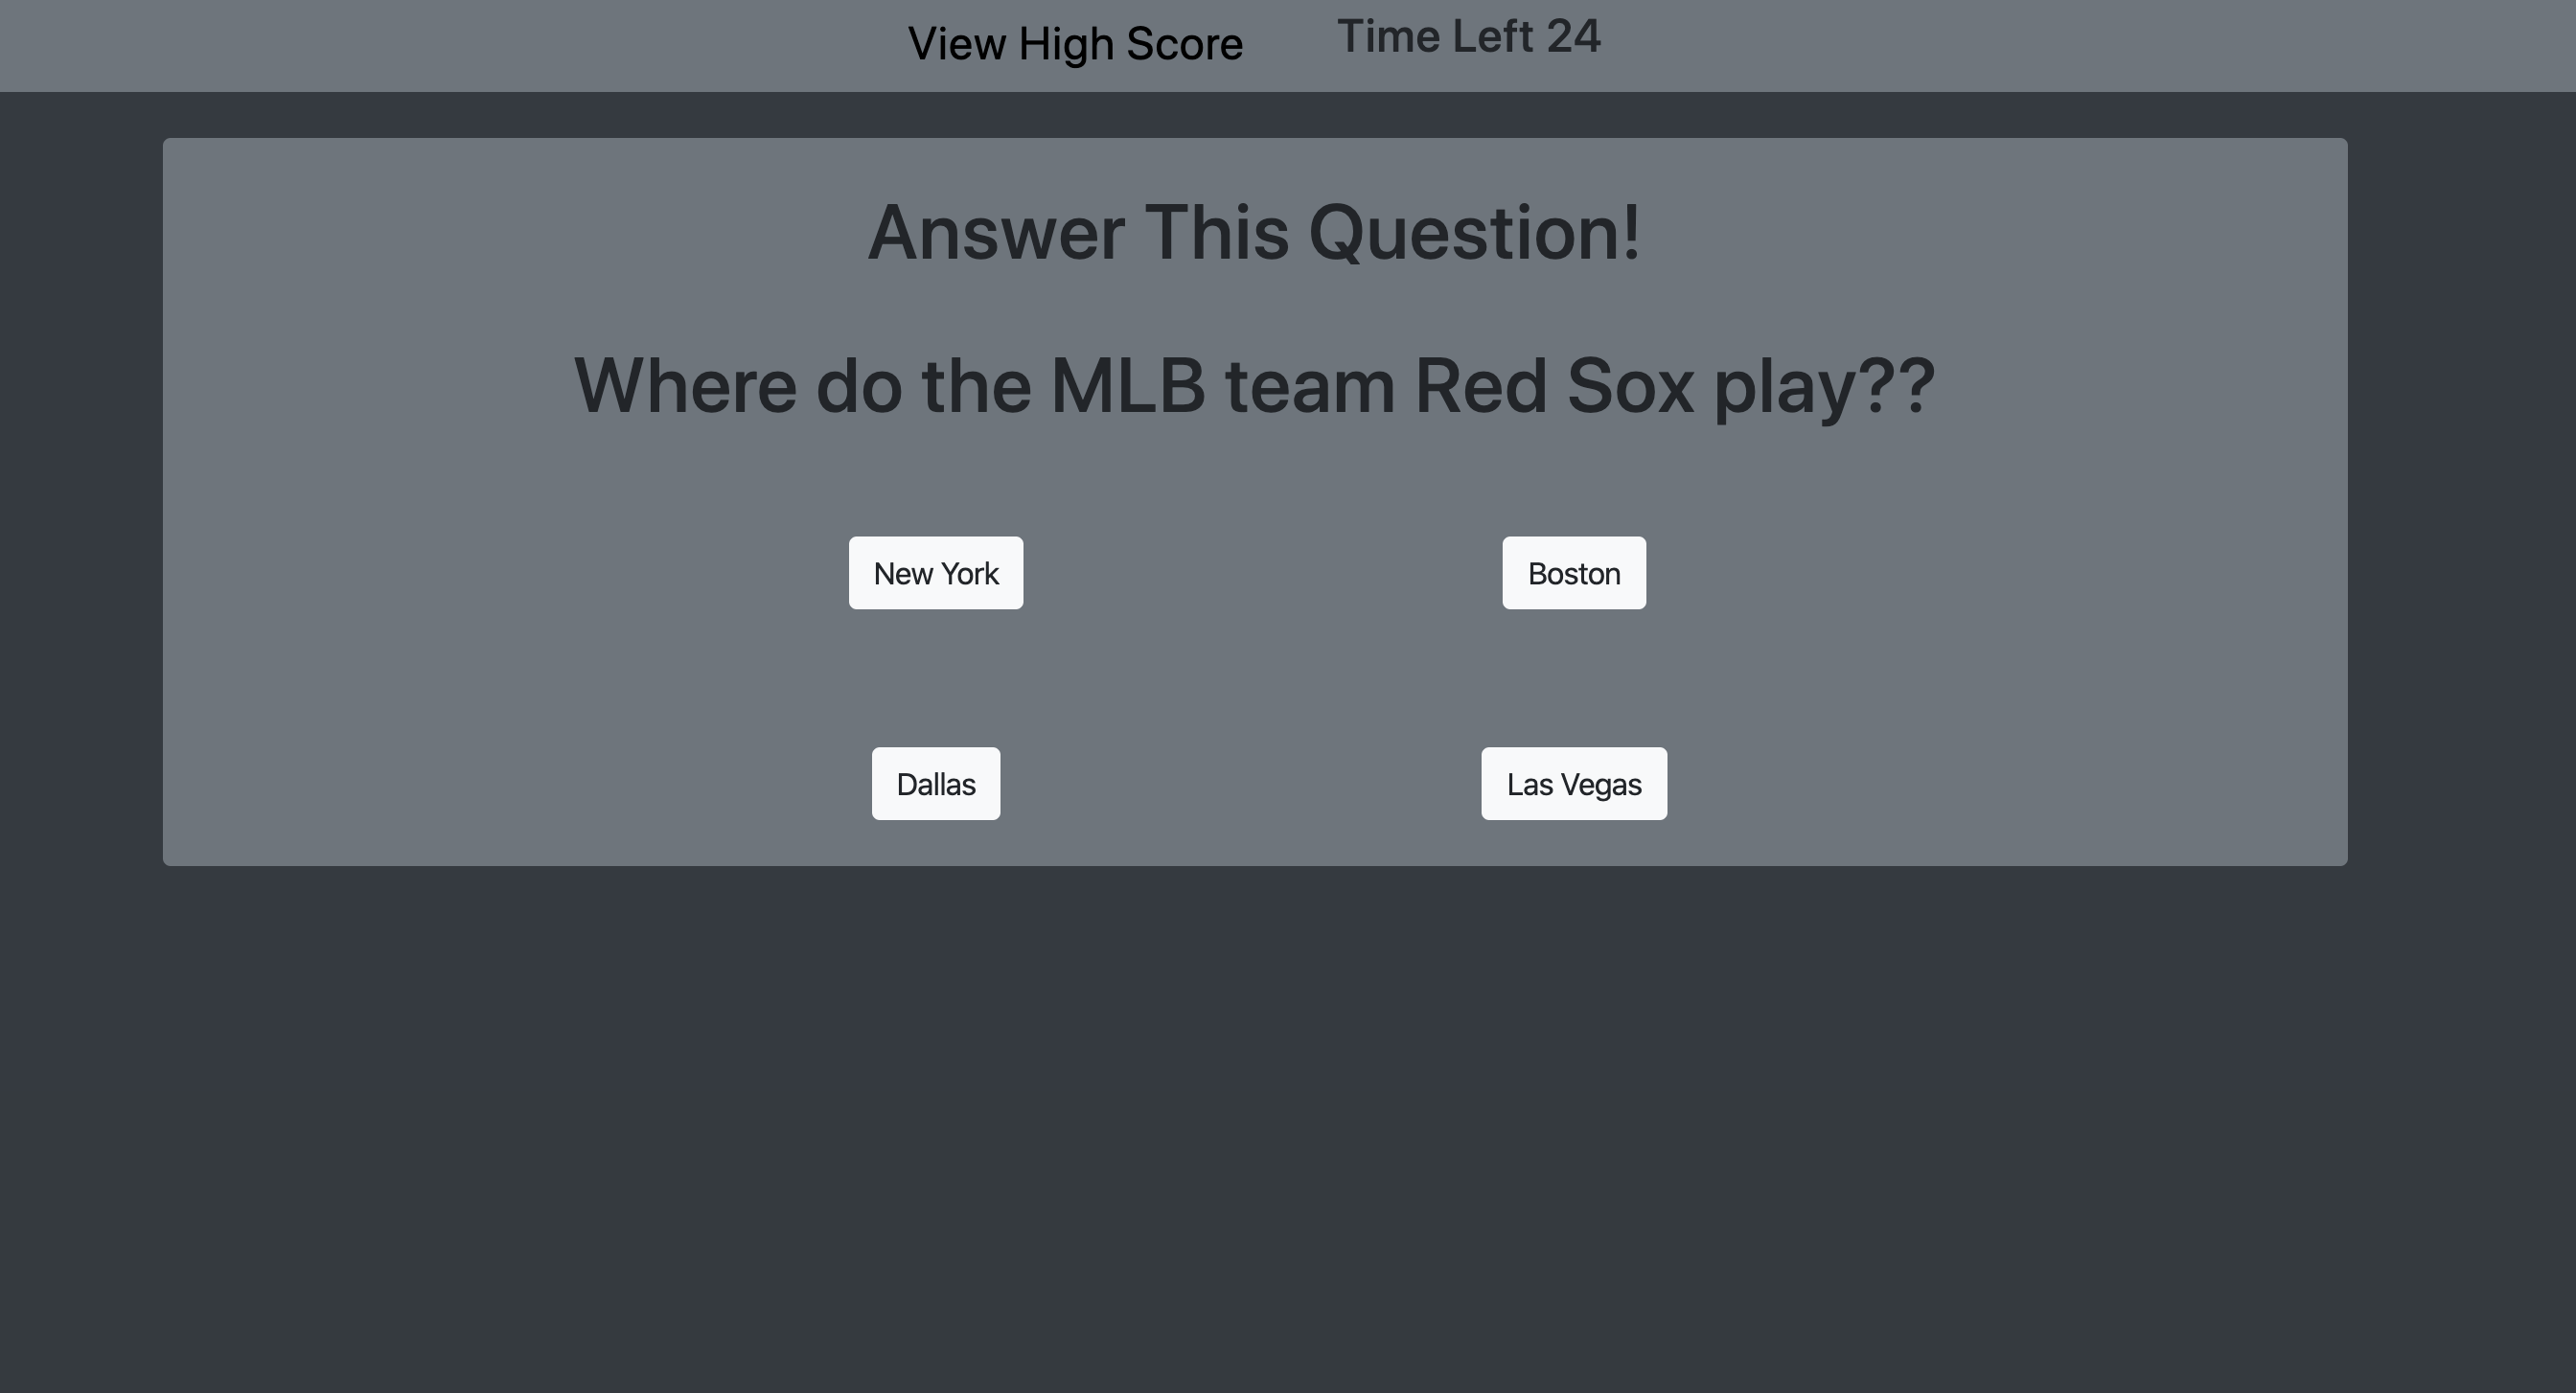 View High Score
Time Left 24
Answer This Question!
Where do the MLB team Red Sox play??
New York
Boston
Dallas
Las Vegas